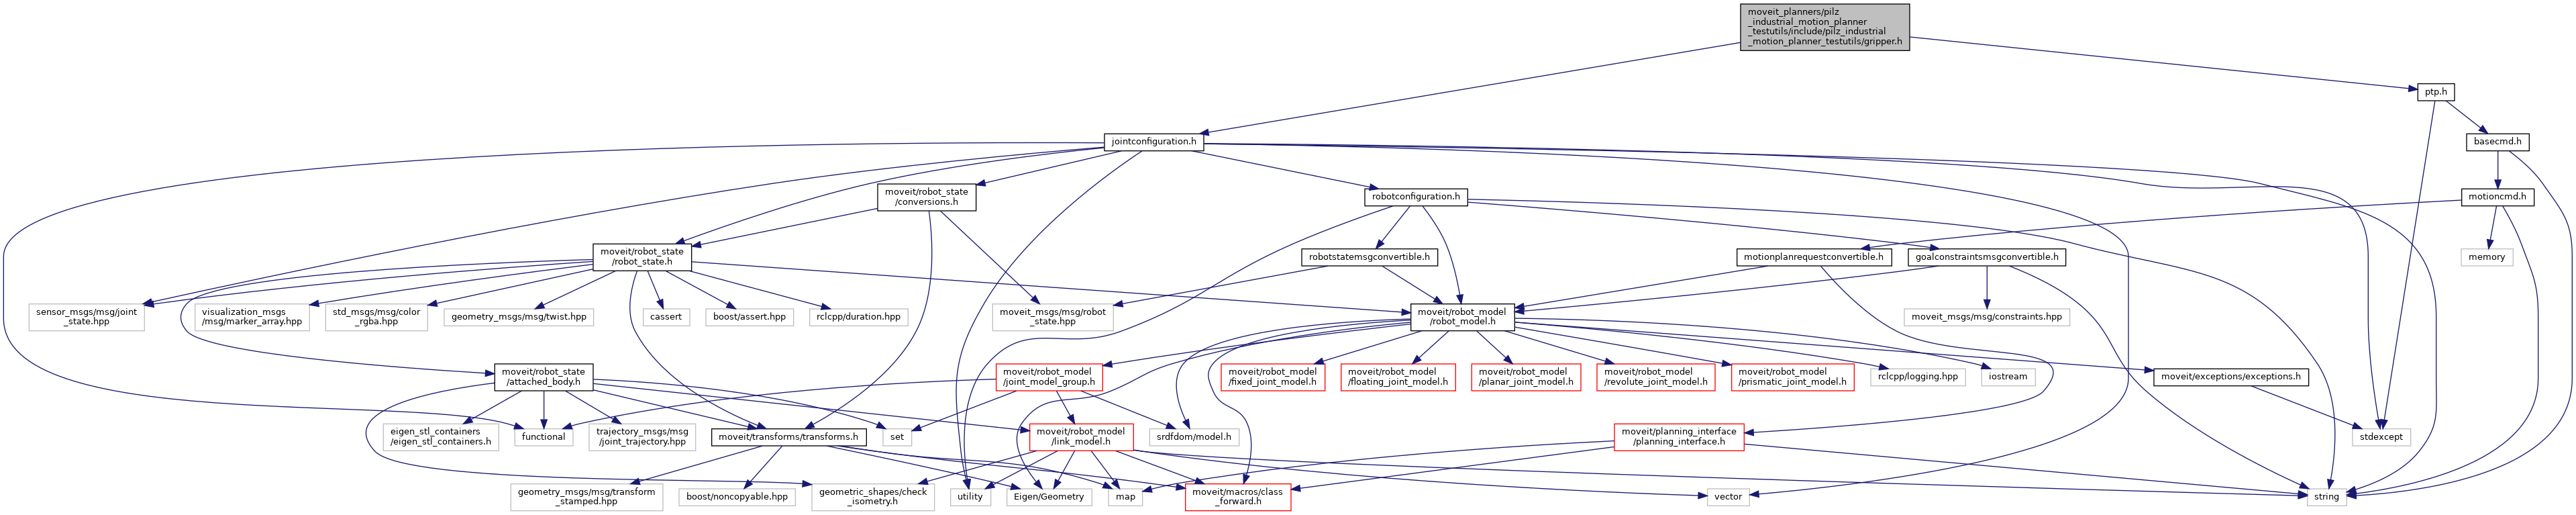 moveit_planners/pilz
_industrial_motion_planner
_testutils/include/pilz_industrial
_motion_planner_testutils/gripper.h
ptp.h
jointconfiguration.h
basecmd.h
moveit/robot_state
/conversions.h
robotconfiguration.h
motioncmd.h
moveit/robot_state
/robot_state.h
robotstatemsgconvertible.h
motionplanrequestconvertible.h
goalconstraintsmsgconvertible.h
memory
sensor_msgs/msg/joint
_state.hpp
visualization_msgs
/msg/marker_array.hpp
std_msgs/msg/color
_rgba.hpp
geometry_msgs/msg/twist.hpp
cassert
boost/assert.hpp
rclcpp/duration.hpp
moveit_msgs/msg/robot
_state.hpp
moveit/robot_model
/robot_model.h
moveit_msgs/msg/constraints.hpp
moveit/robot_state
/attached_body.h
moveit/robot_model
/joint_model_group.h
moveit/robot_model
/fixed_joint_model.h
moveit/robot_model
/floating_joint_model.h
moveit/robot_model
/planar_joint_model.h
moveit/robot_model
/revolute_joint_model.h
moveit/robot_model
/prismatic_joint_model.h
rclcpp/logging.hpp
iostream
moveit/exceptions/exceptions.h
eigen_stl_containers
/eigen_stl_containers.h
functional
trajectory_msgs/msg
/joint_trajectory.hpp
moveit/transforms/transforms.h
set
moveit/robot_model
/link_model.h
srdfdom/model.h
moveit/planning_interface
/planning_interface.h
stdexcept
geometry_msgs/msg/transform
_stamped.hpp
boost/noncopyable.hpp
geometric_shapes/check
_isometry.h
utility
Eigen/Geometry
map
moveit/macros/class
_forward.h
vector
string